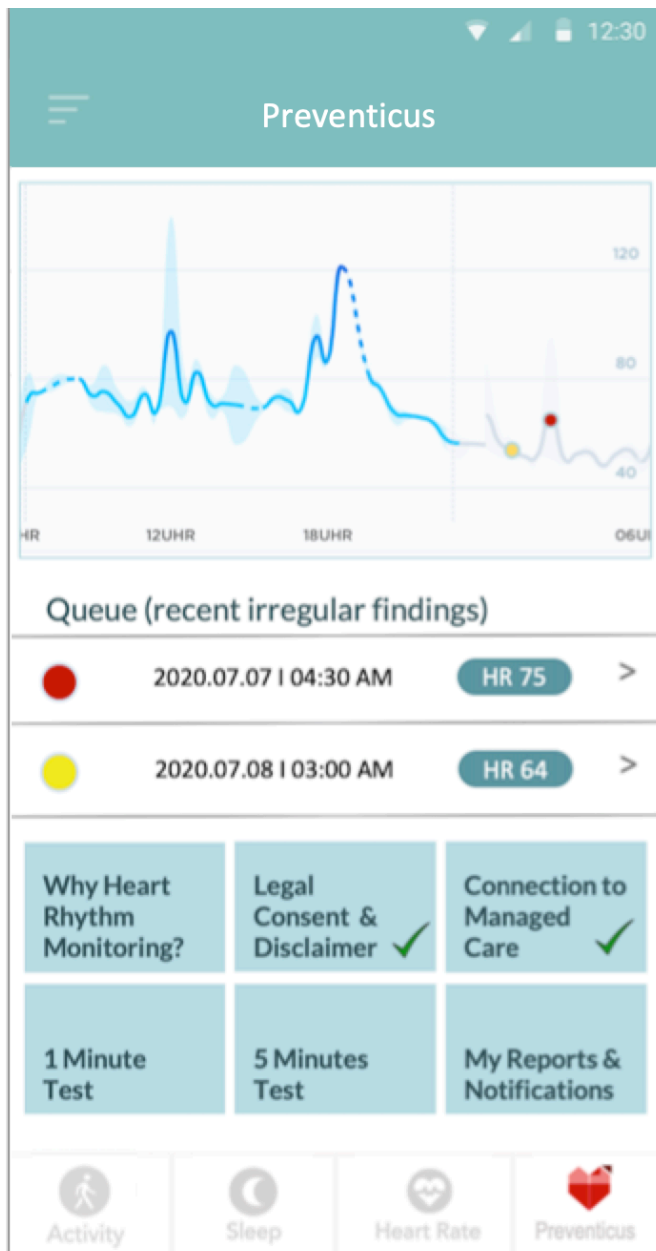 12:30
Preventicus
120
80
40
HR 12UHR 18UHR 06U
Queue (recent irregular findings)
2020.07.07 I 04:30 AM HR 75 >
2020.07.08 I 03:00 AM HR 64 >
Why Heart
Rhythm
Monitoring?
Legal
Consent &
Disclaimer
Connection to
Managed
Care
1 Minute
Test
5 Minutes
Test
My Reports &
Notifications
Activity Sleep Heart Rate Preventicus